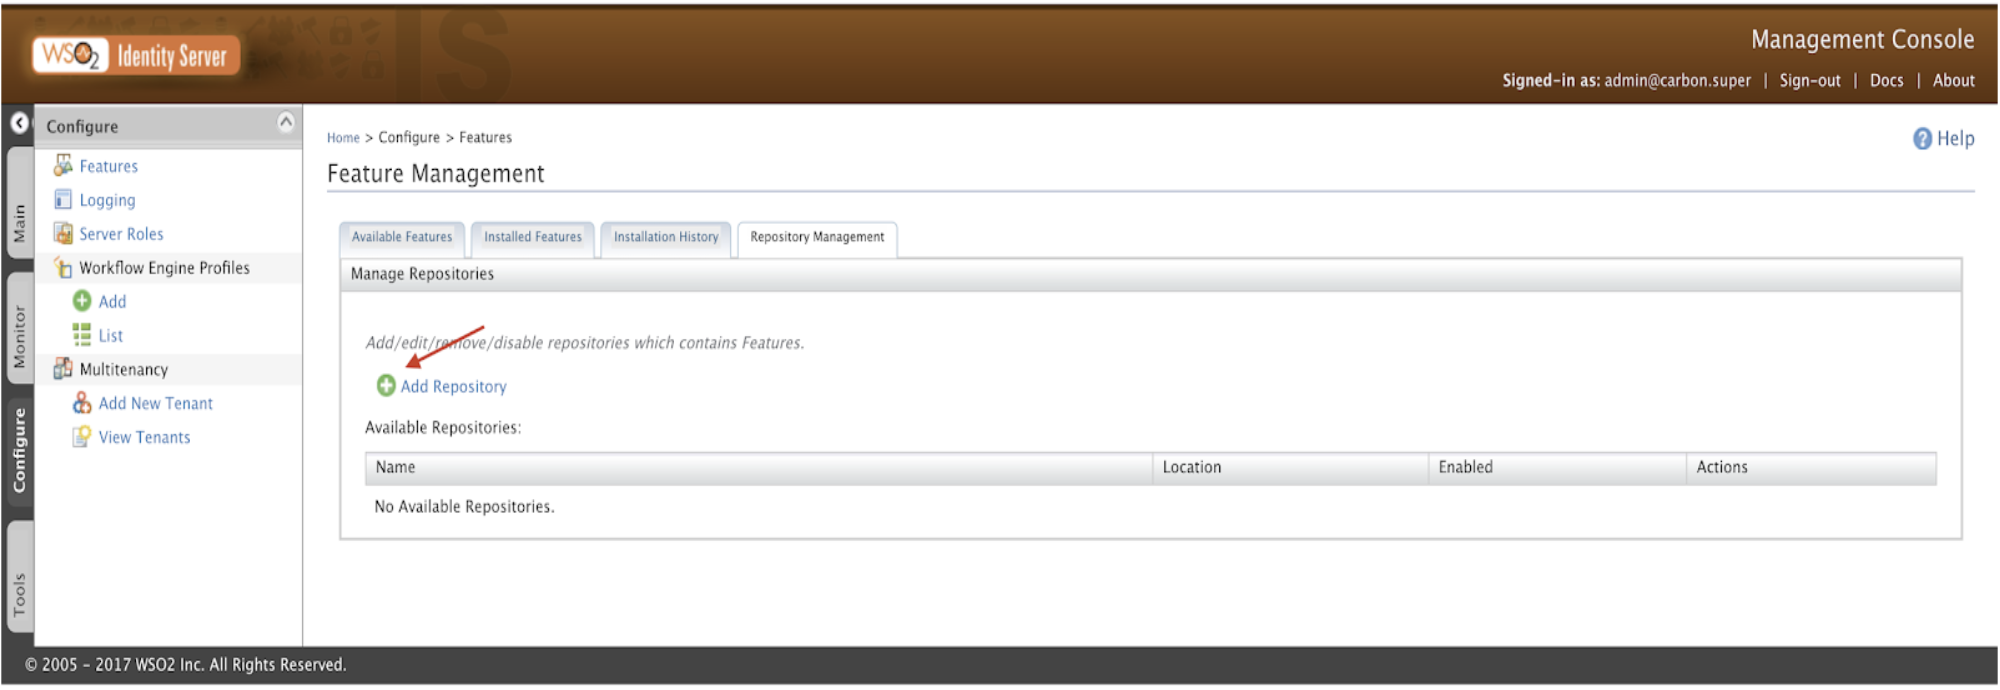 WSO2 Identity Server
Management Console
Signed-in as: admin@carbon.super | Sign-out | Docs | About
Configure
Features
Logging
Server Roles
Workflow Engine Profiles
Add
List
Multitenancy
Add New Tenant
View Tenants
Main
Monitor
Configure
Tools
Home > Configure > Features
Help
Feature Management
Available Features Installed Features Installation History Repository Management
Manage Repositories
Add/edit/remove/disable repositories which contains Features.
Add Repository
Available Repositories:
Name Location Enabled Actions
No Available Repositories.
© 2005 - 2017 WSO2 Inc. All Rights Reserved.